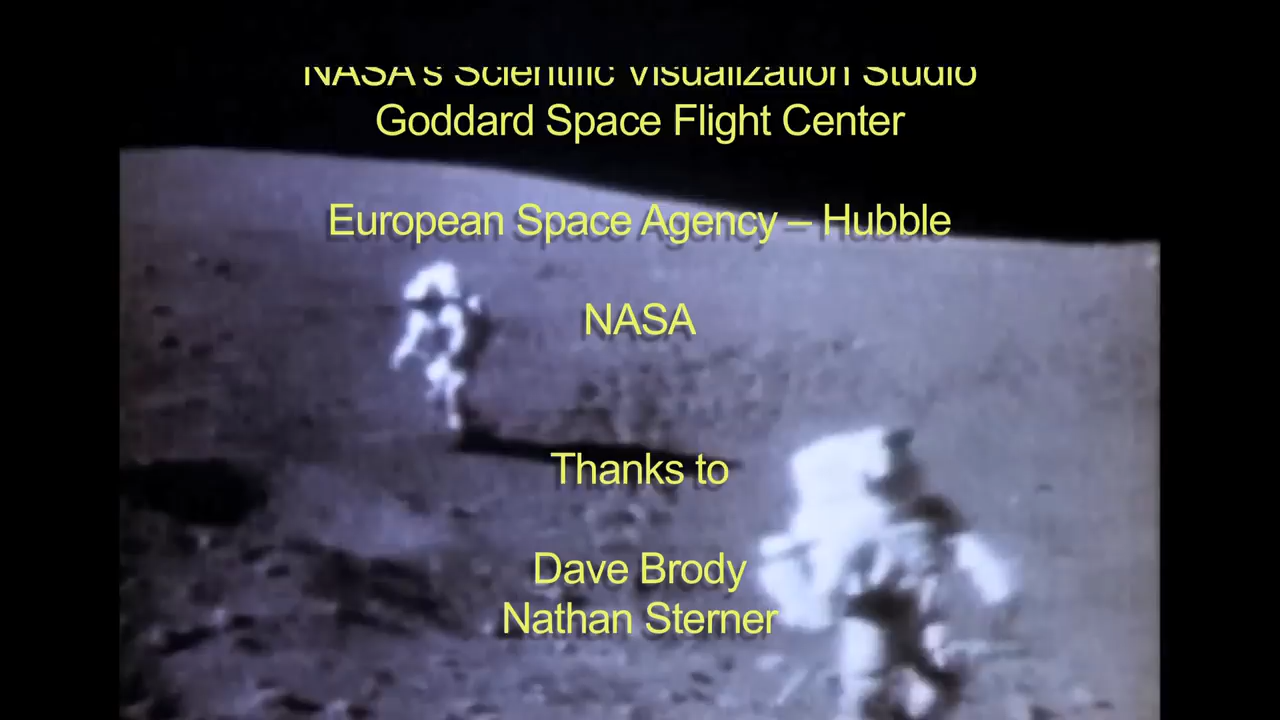 NASA's Scientific Visualization Studio
Goddard Space Flight Center
European Space Agency – Hubble
NASA
Thanks to
Dave Brody
Nathan Sterner